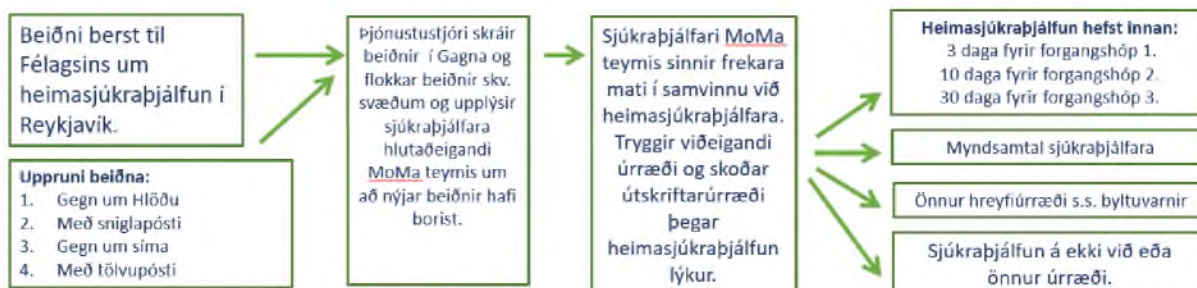 Beiðni berst til
Félagsins um
heimasjúkraþjálfun í
Reykjavík.
Uppruni beiðna:
1. Gegn um Hlöðu
2. Með sniglapósti
3. Gegn um síma
4. Með tölvupósti
Þjónustustjóri skráir
beiðnir í Gagna og
flokkar beiðnir skv.
svæðum og upplýsir
sjúkraþjálfara
hlutaðeigandi
MoMa teymis um
að nýjar beiðnir hafi
borist.
Sjúkraþjálfari MoMa
teymis sinnir frekara
mati í samvinnu við
heimasjúkraþjálfara.
Tryggir viðeigandi
úrræði og skoðar
útskriftarúrræði
þegar
heimasjúkraþjálfun
lýkur.
Heimasjúkraþjálfun hefst innan:
3 daga fyrir forgangshóp 1.
10 daga fyrir forgangshóp 2.
30 daga fyrir forgangshóp 3.
Myndsamtal sjúkraþjálfara
Önnur hreyfiúrræði s.s. byltuvarnir
Sjúkraþjálfun á ekki við eða
önnur úrræði.